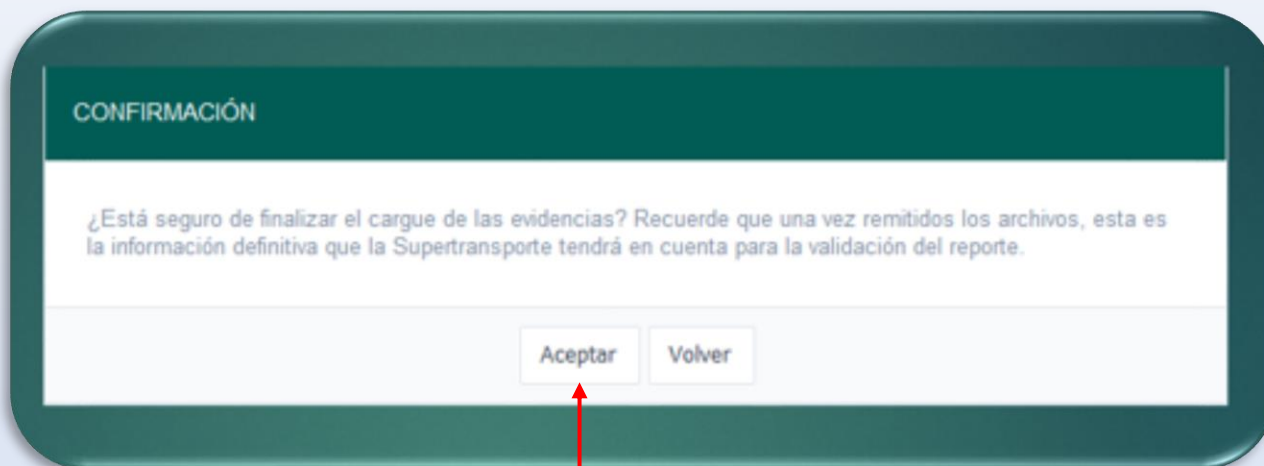 CONFIRMACIÓN
¿Está seguro de finalizar el cargue de las evidencias? Recuerde que una vez remitidos los archivos, esta es
la información definitiva que la Supertransporte tendrá en cuenta para la validación del reporte.
Aceptar Volver